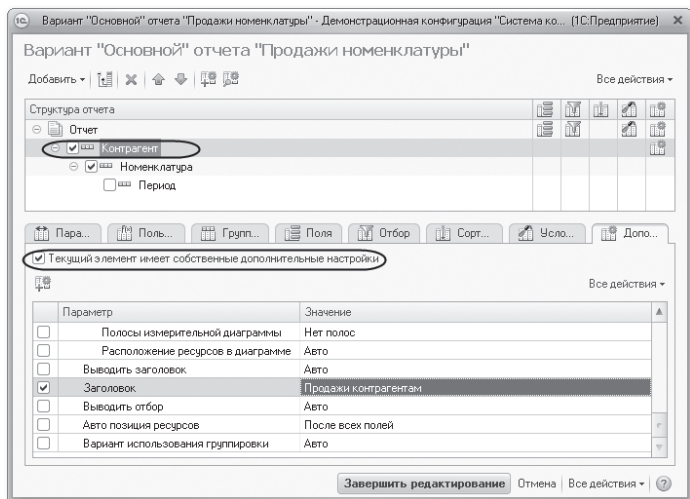 Вариант "Основной" отчета "Продажи номенклатуры" - Демонстрационная конфигурация "Система ко... (1С:Предприятие)
Вариант "Основной" отчета "Продажи номенклатуры"
Добавить
Все действия
Структура отчета
Отчет
Контрагент
Номенклатура
Период
Пара...
Поль...
Групп...
Поля
Отбор
Сорт...
Усло...
Допо...
Текущий элемент имеет собственные дополнительные настройки
Все действия
Параметр Значение
Полосы измерительной диаграммы Нет полос
Расположение ресурсов в диаграмме Авто
Выводить заголовок Авто
Заголовок Продажи контрагентам
Выводить отбор Авто
Авто позиция ресурсов После всех полей
Вариант использования группировки Авто
Завершить редактирование Отмена Все действия ?